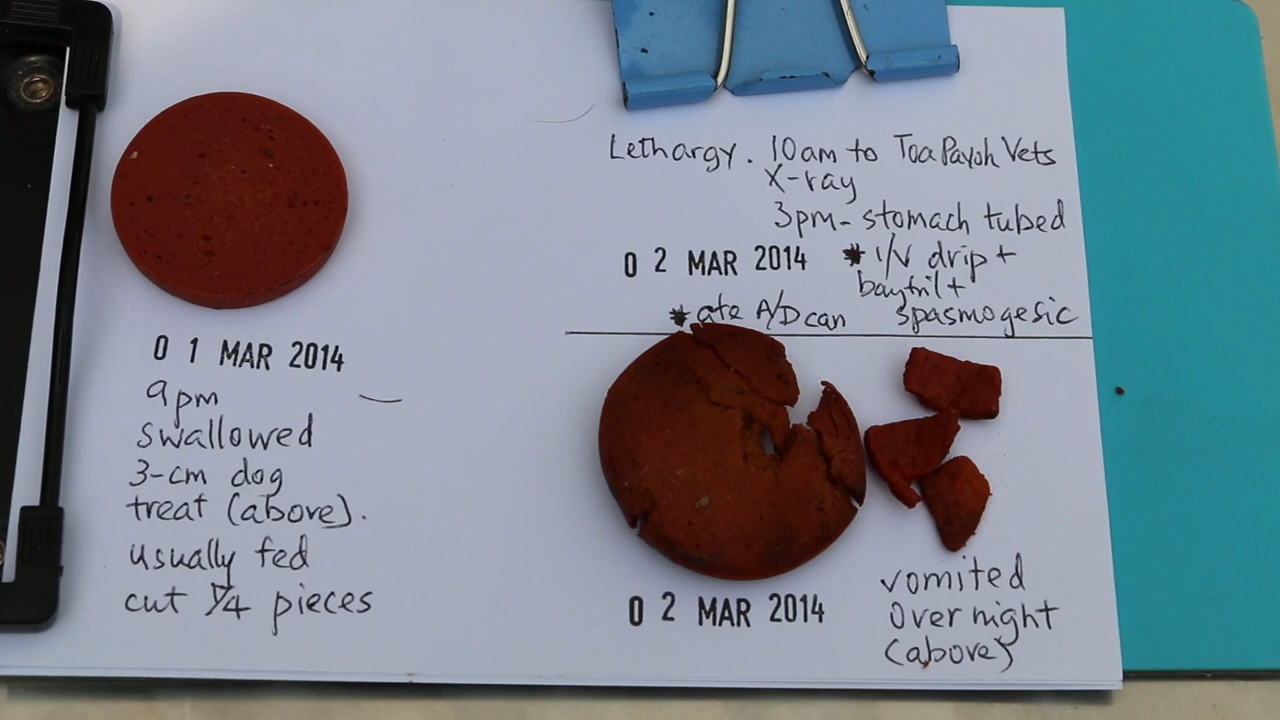 0 1 MAR 2014
9pm
swallowed
3-cm dog
treat (above).
usually fed
cut 1/4 pieces
Lethargy. 10am to Toa Payoh Vets
X-ray
3pm- stomach tubed
0 2 MAR 2014 * I/V drip +
baytril +
* ate A/D can spasmogesic
0 2 MAR 2014
vomited
overnight
(above)